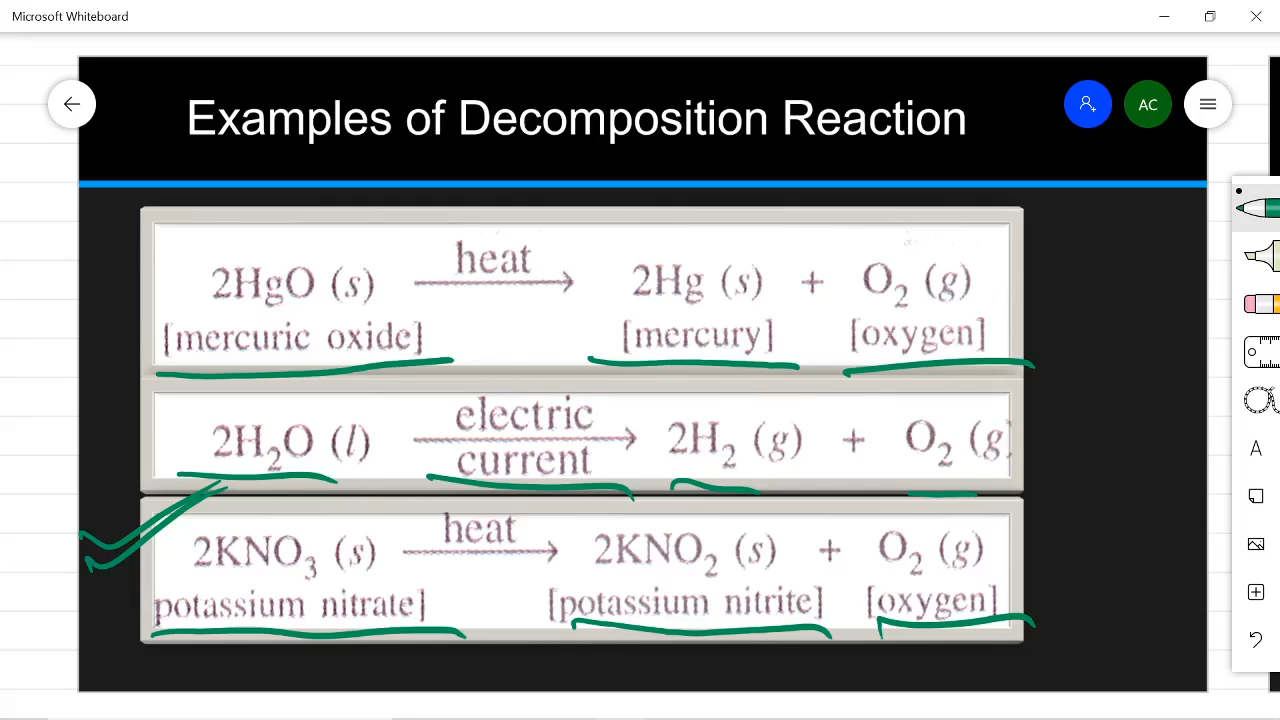 Microsoft Whiteboard
Examples of Decomposition Reaction
AC
2HgO (s) heat → 2Hg (s) + O₂ (g)
[mercuric oxide] [mercury] [oxygen]
2H₂O (l) electric current → 2H₂ (g) + O₂ (g)
2KNO₃ (s) heat → 2KNO₂ (s) + O₂ (g)
potassium nitrate] [potassium nitrite] [oxygen]
A